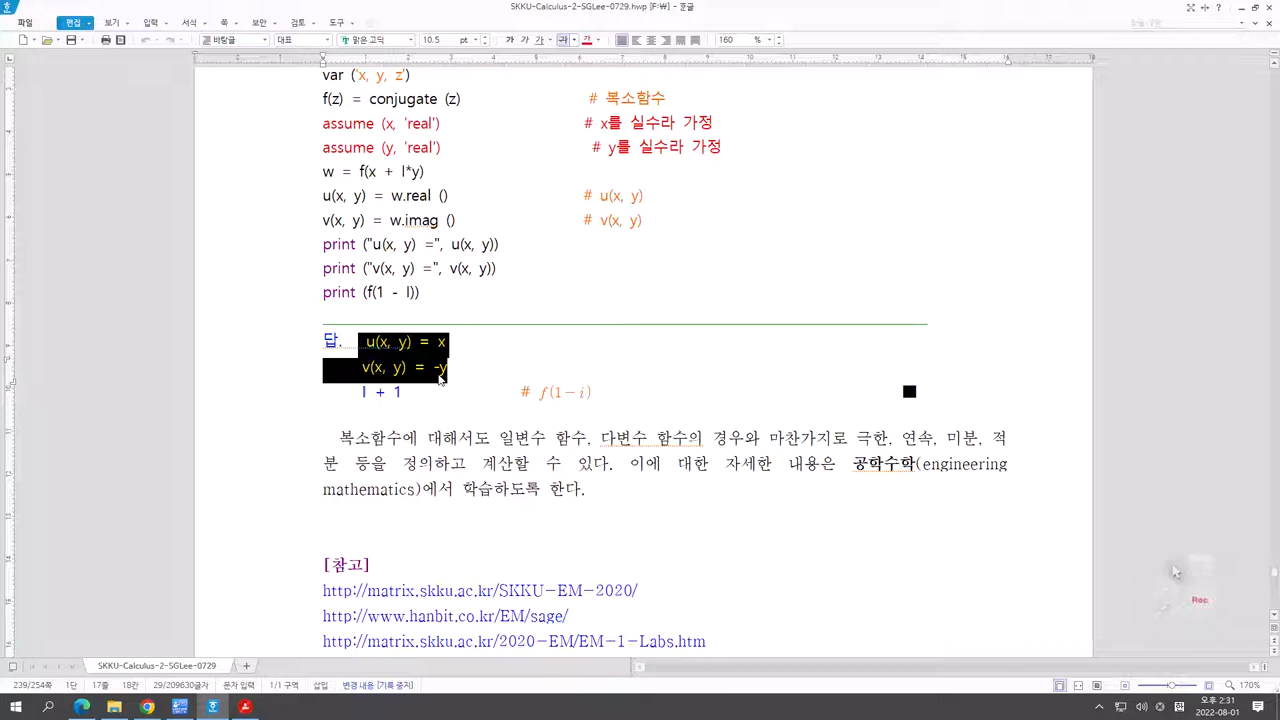 SKKU-Calculus-2-SGLee-0729.hwp [F:₩] - 훈글
파일 편집 보기 입력 서식 쪽 보안 검토 도구
바탕글 대표 맑은 고딕 10.5 pt 가 가 가 가 가 160 %
var ('x, y, z')
f(z) = conjugate (z) # 복소함수
assume (x, 'real') # x를 실수라 가정
assume (y, 'real') # y를 실수라 가정
w = f(x + I*y)
u(x, y) = w.real () # u(x, y)
v(x, y) = w.imag () # v(x, y)
print ("u(x, y) =", u(x, y))
print ("v(x, y) =", v(x, y))
print (f(1 - I))
답. u(x, y) = x
v(x, y) = -y
I + 1 # f(1-i)
복소함수에 대해서도 일변수 함수, 다변수 함수의 경우와 마찬가지로 극한, 연속, 미분, 적
분 등을 정의하고 계산할 수 있다. 이에 대한 자세한 내용은 공학수학(engineering
mathematics)에서 학습하도록 한다.
[참고]
http://matrix.skku.ac.kr/SKKU-EM-2020/
http://www.hanbit.co.kr/EM/sage/
http://matrix.skku.ac.kr/2020-EM/EM-1-Labs.htm
Rec
SKKU-Calculus-2-SGLee-0729
239/254쪽 1단 17줄 18칸 29/209160글자 문자 입력 1/1 구역 삽입 변경 내용 [기록 중지] 170%
오후 2:31
2022-08-01